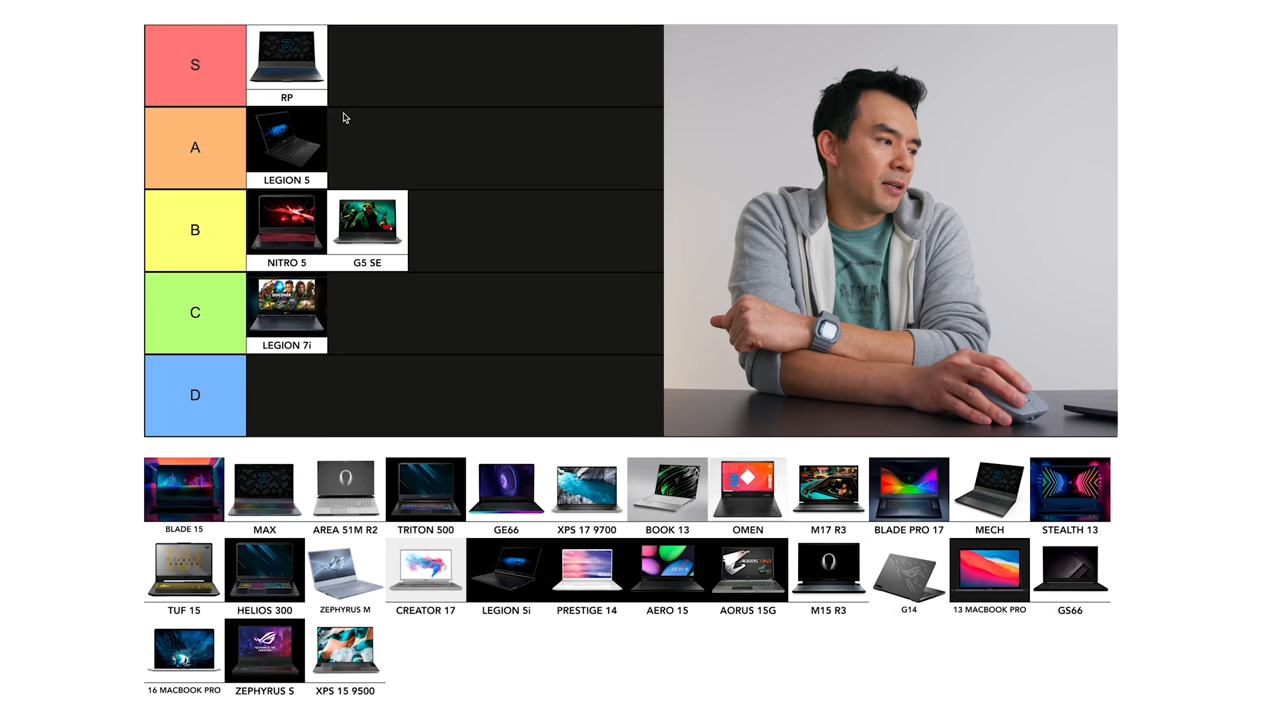 S
RP
A
LEGION 5
B
NITRO 5
G5 SE
C
DISCOVER
LEGION 7i
D
BLADE 15
MAX
AREA 51M R2
TRITON 500
GE66
XPS 17 9700
BOOK 13
OMEN
M17 R3
BLADE PRO 17
MECH
STEALTH 13
TUF 15
HELIOS 300
ZEPHYRUS M
CREATOR 17
LEGION 5i
PRESTIGE 14
AERO 15
AORUS 15G
M15 R3
G14
13 MACBOOK PRO
GS66
16 MACBOOK PRO
ZEPHYRUS S
XPS 15 9500